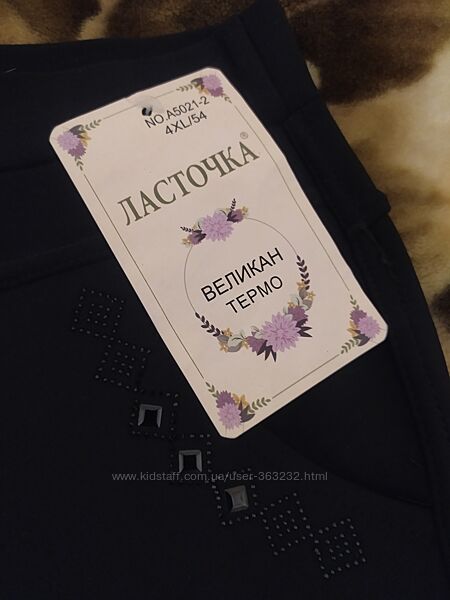 NO.A5021-2
4XL/54
ЛАСТОЧКА®
ВЕЛИКАН
ТЕРМО
www.kidstaff.com.ua/user-363232.html